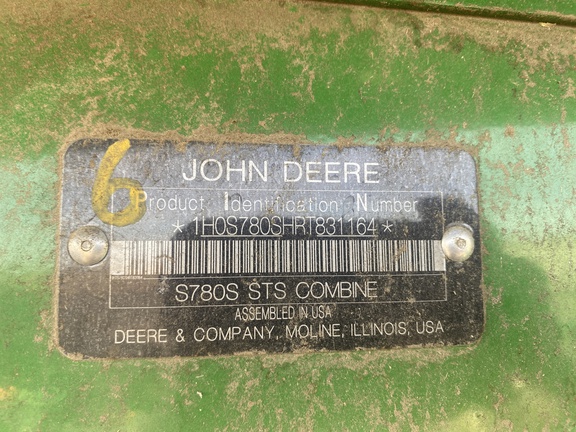 6
JOHN DEERE
Product Identification Number
*1H0S780SHRT831164*
S780S STS COMBINE
ASSEMBLED IN USA
DEERE & COMPANY, MOLINE, ILLINOIS, USA